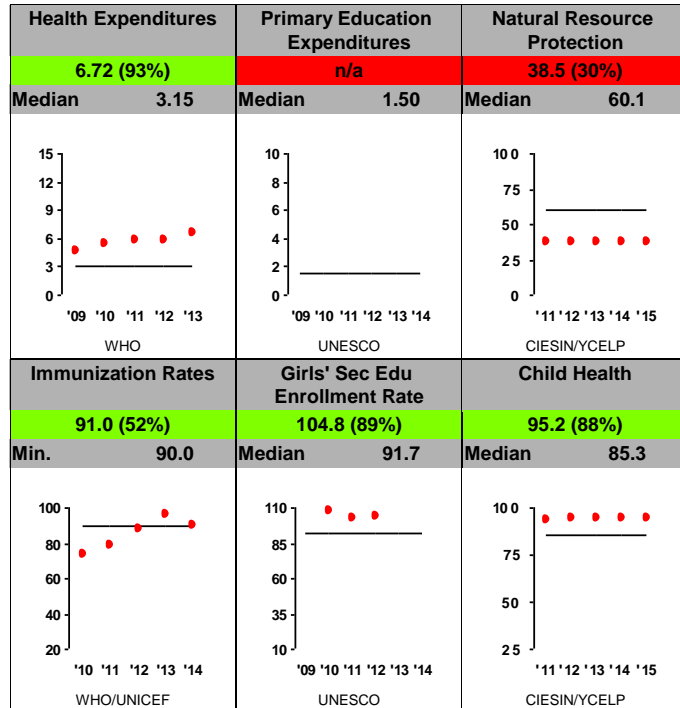 Health Expenditures
6.72 (93%)
Median 3.15
15
12
9
6
3
0
'09 '10 '11 '12 '13
WHO
Primary Education
Expenditures
n/a
Median 1.50
10
8
6
4
2
0
'09 '10 '11 '12 '13 '14
UNESCO
Natural Resource
Protection
38.5 (30%)
Median 60.1
100
75
50
25
0
'11 '12 '13 '14 '15
CIESIN/YCELP
Immunization Rates
91.0 (52%)
Min. 90.0
100
80
60
40
20
'10 '11 '12 '13 '14
WHO/UNICEF
Girls' Sec Edu
Enrollment Rate
104.8 (89%)
Median 91.7
110
85
60
35
10
'09 '10 '11 '12 '13 '14
UNESCO
Child Health
95.2 (88%)
Median 85.3
100
75
50
25
'11 '12 '13 '14 '15
CIESIN/YCELP